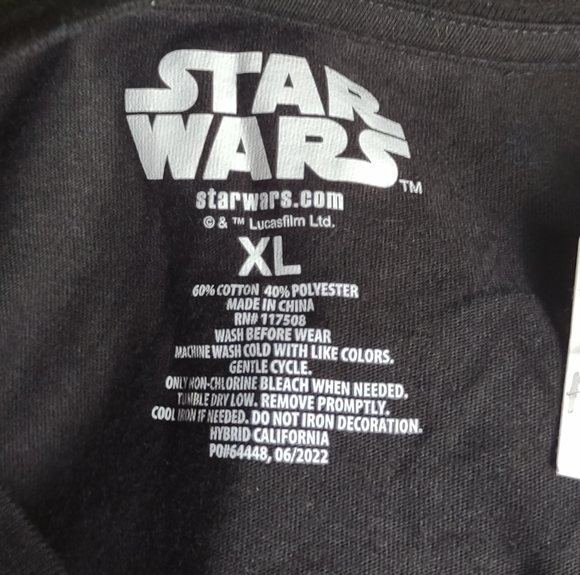 STAR
WARS™
starwars.com
© & ™ Lucasfilm Ltd.
XL
60% COTTON 40% POLYESTER
MADE IN CHINA
RN# 117508
WASH BEFORE WEAR
MACHINE WASH COLD WITH LIKE COLORS.
GENTLE CYCLE.
ONLY NON-CHLORINE BLEACH WHEN NEEDED.
TUMBLE DRY LOW. REMOVE PROMPTLY.
COOL IRON IF NEEDED. DO NOT IRON DECORATION.
HYBRID CALIFORNIA
PO#64448, 06/2022